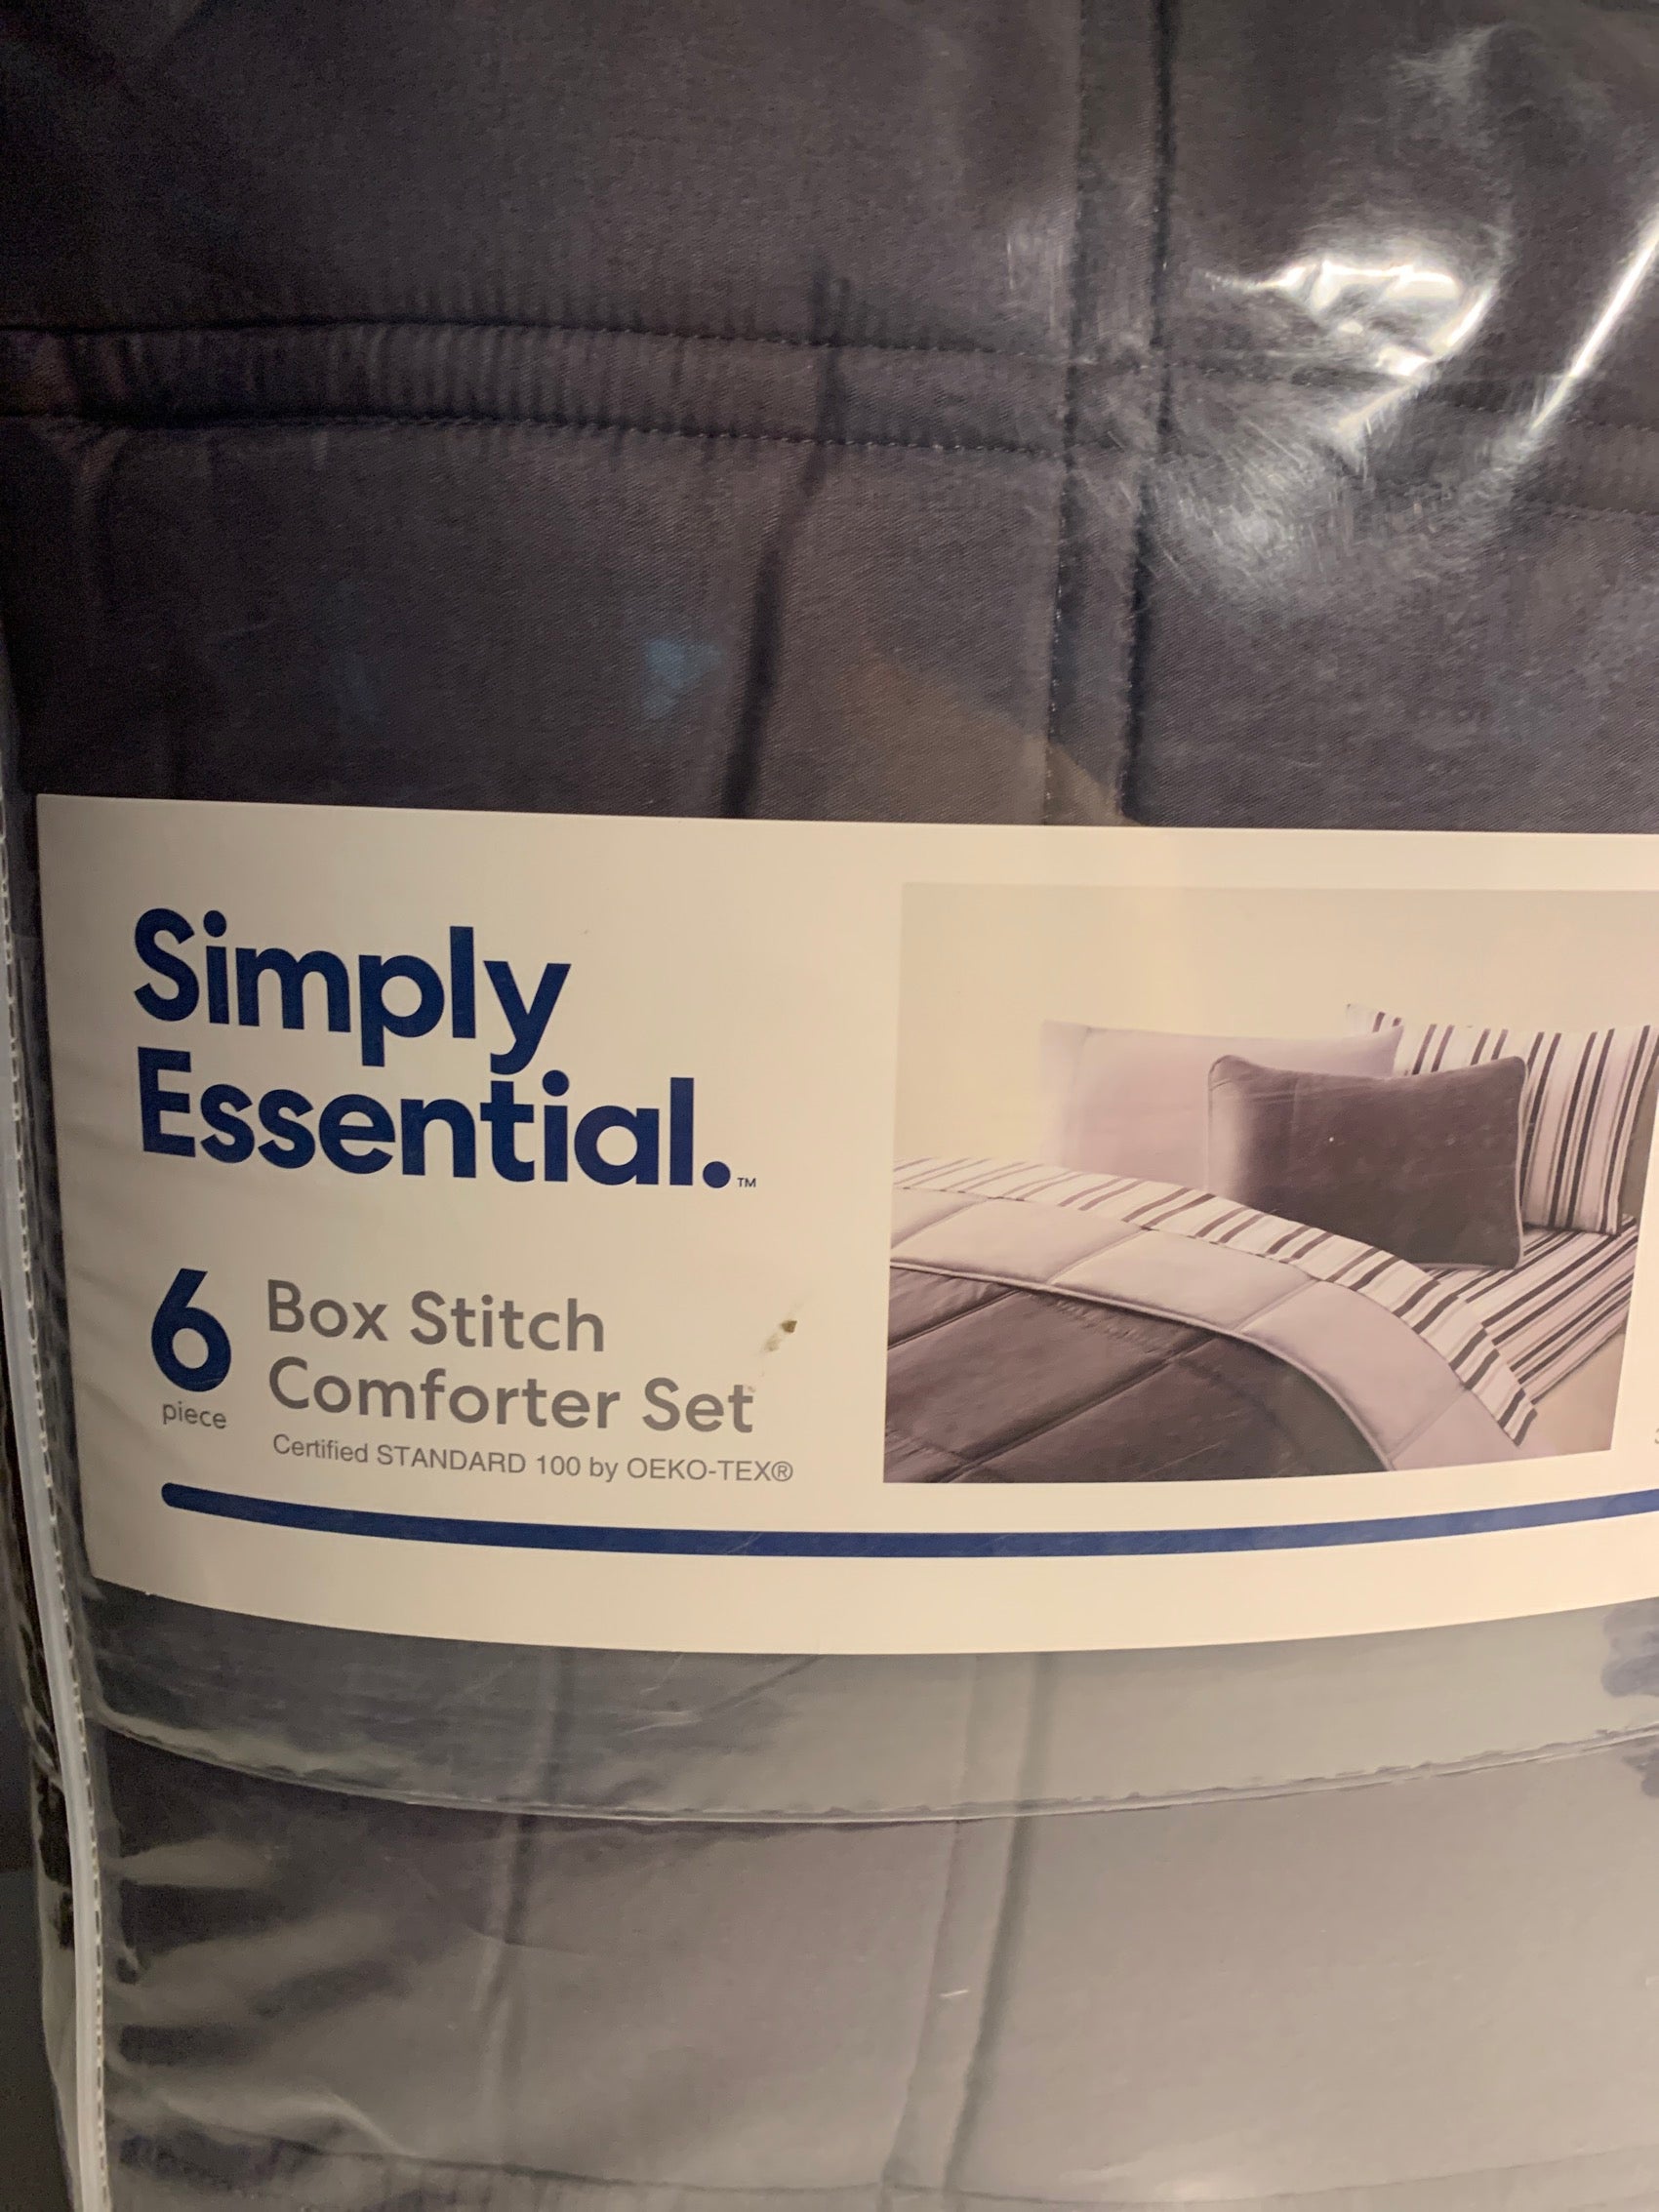 Simply
Essential.™
6
piece
Box Stitch
Comforter Set
Certified STANDARD 100 by OEKO-TEX®